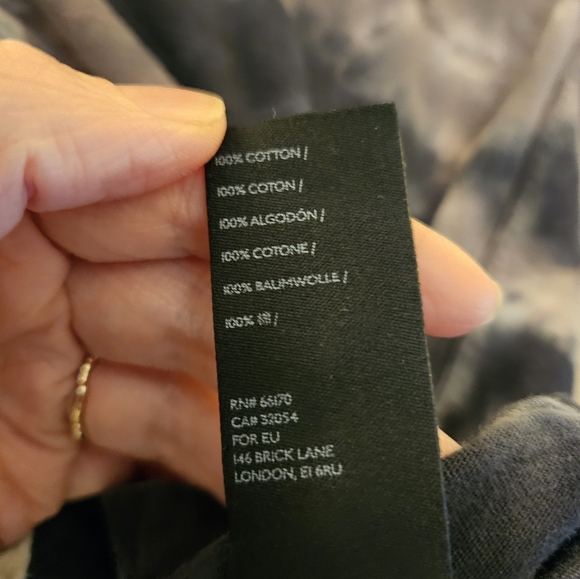 100% COTTON /
100% COTON /
100% ALGODÓN /
100% COTONE /
100% BAUMWOLLE /
100% 綿 /
RN# 66170
CA# 32054
FOR EU
146 BRICK LANE
LONDON, E1 6RU